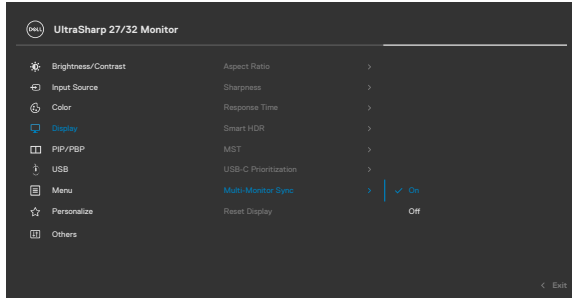 DELL UltraSharp 27/32 Monitor
Brightness/Contrast
Input Source
Color
Display
PIP/PBP
USB
Menu
Personalize
Others
Aspect Ratio
Sharpness
Response Time
Smart HDR
MST
USB-C Prioritization
Multi-Monitor Sync
Reset Display
On
Off
Exit